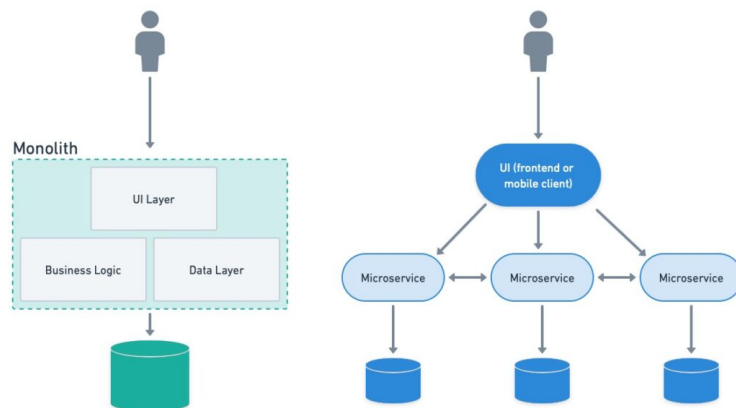 Monolith
UI Layer
Business Logic
Data Layer
UI (frontend or
mobile client)
Microservice
Microservice
Microservice